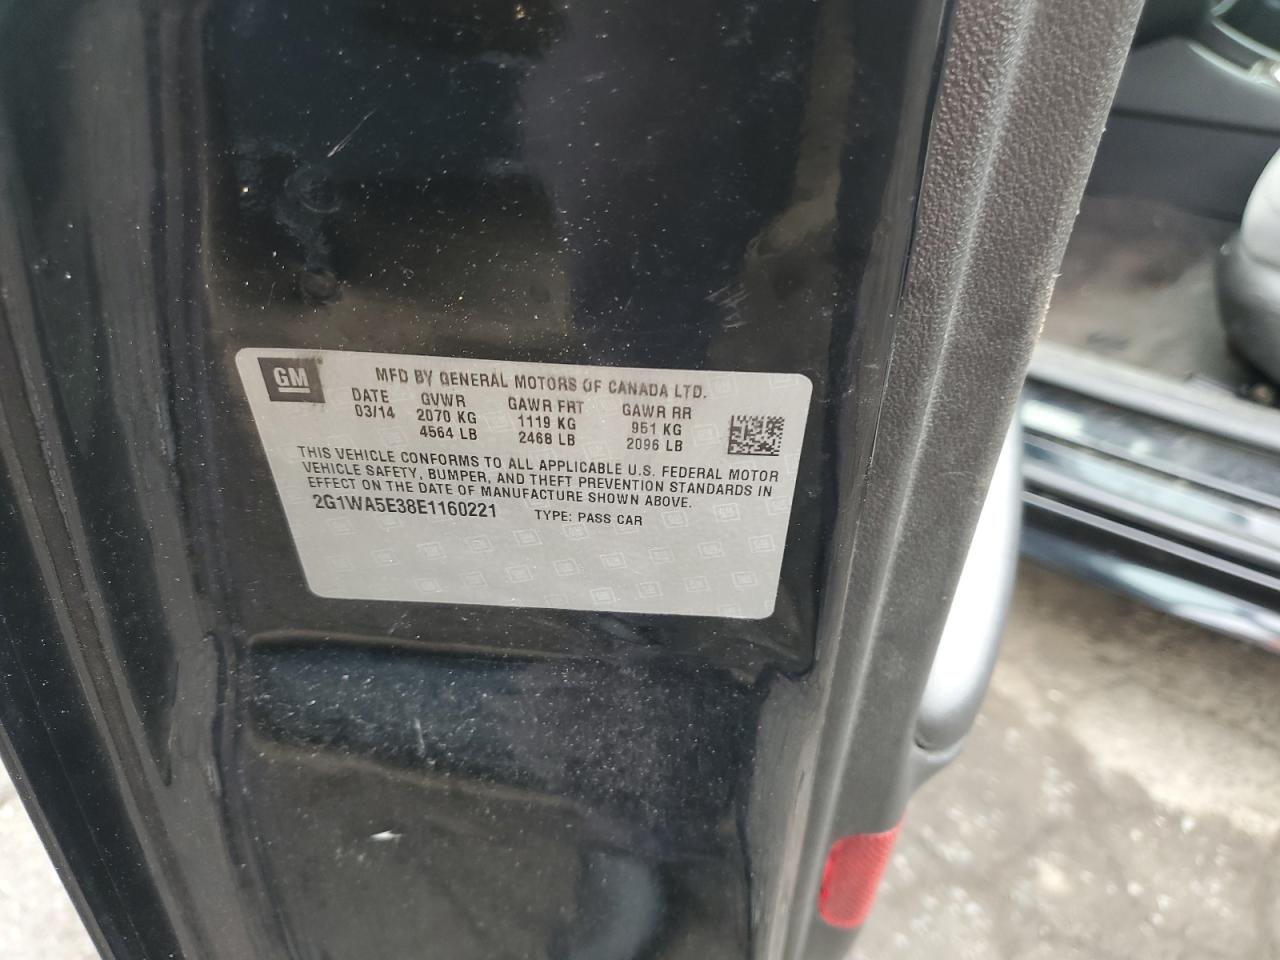 GM
MFD BY GENERAL MOTORS OF CANADA LTD.
DATE GVWR GAWR FRT GAWR RR
03/14 2070 KG 1119 KG 951 KG
4564 LB 2468 LB 2096 LB
THIS VEHICLE CONFORMS TO ALL APPLICABLE U.S. FEDERAL MOTOR
VEHICLE SAFETY, BUMPER, AND THEFT PREVENTION STANDARDS IN
EFFECT ON THE DATE OF MANUFACTURE SHOWN ABOVE.
2G1WA5E38E1160221 TYPE: PASS CAR